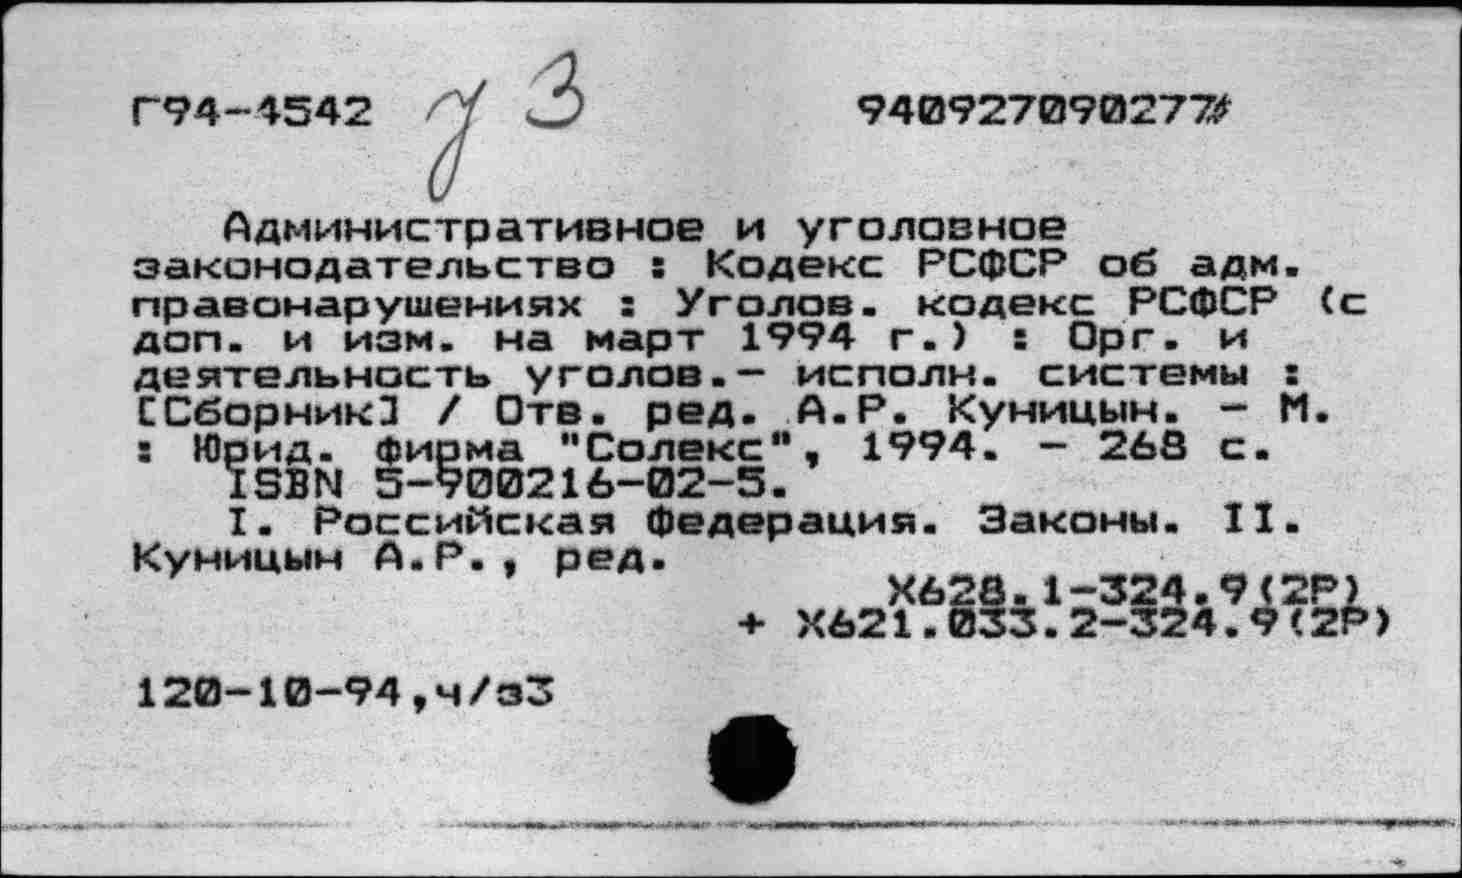 Г94-4542 у 3 940927090277#
Административное и уголовное
законодательство : Кодекс РСФСР об адм.
правонарушениях : Уголов. кодекс РСФСР (с
доп. и изм. на март 1994 г.) : Орг. и
деятельность уголов.- исполн. системы :
[Сборник] / Отв. ред. А.Р. Куницын. - М.
: Юрид. фирма "Солекс", 1994. - 268 с.
ISBN 5-900216-02-5.
I. Российская Федерация. Законы. II.
Куницын А.Р., ред.
Х628.1-324.9(2Р)
+ Х621.033.2-324.9(2Р)
120-10-94,ч/з3